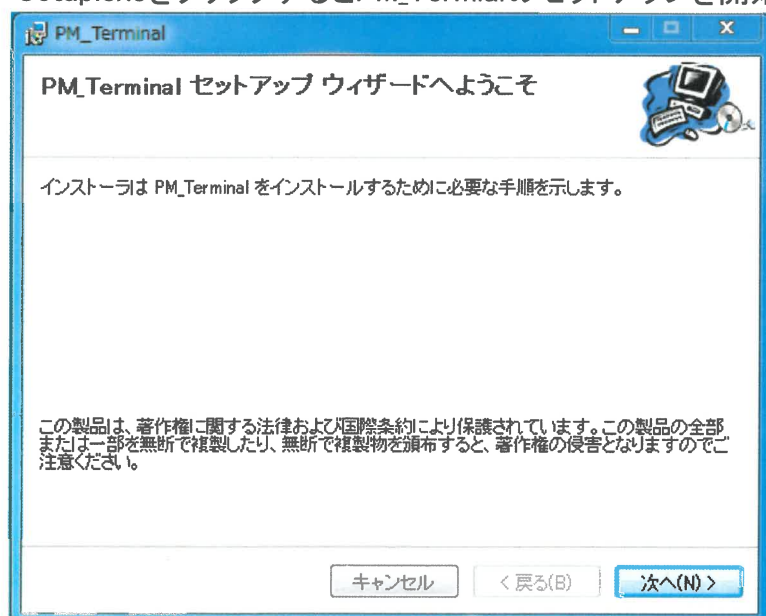 PM_Terminal
PM_Terminal セットアップ ウィザードへようこそ
インストーラは PM_Terminal をインストールするために必要な手順を示します。
この製品は、著作権に関する法律および国際条約により保護されています。この製品の全部
または一部を無断で複製したり、無断で複製物を頒布すると、著作権の侵害となりますのでご
注意ください。
キャンセル
< 戻る(B)
次へ(N) >